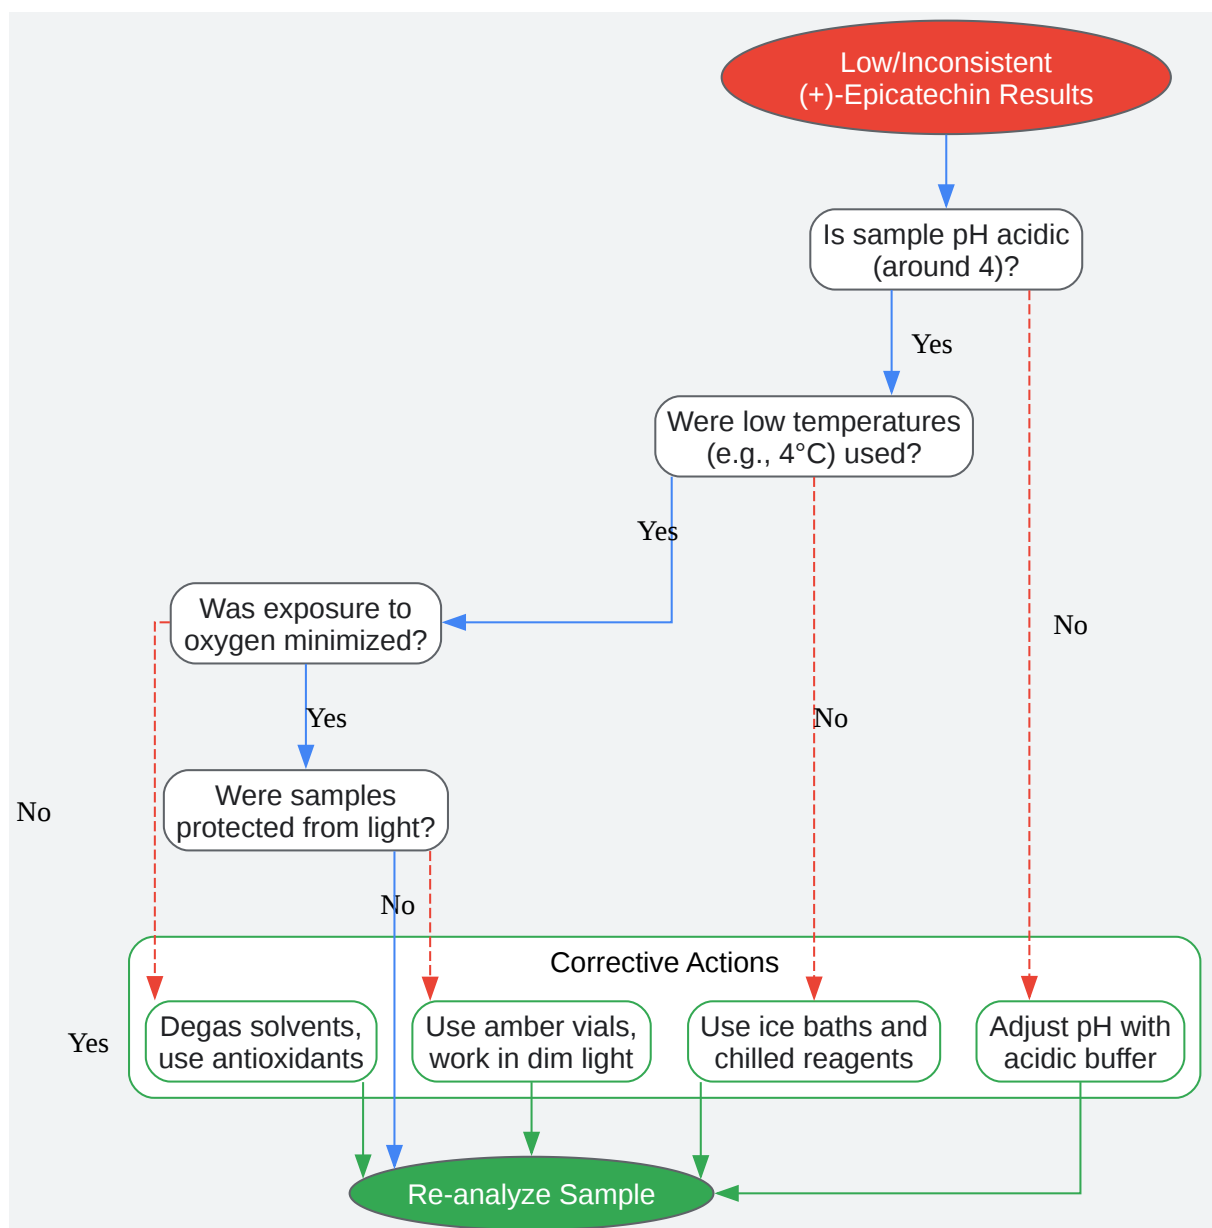 Low/Inconsistent
(+)-Epicatechin Results
Is sample pH acidic
(around 4)?
Yes
Were low temperatures
(e.g., 4°C) used?
Yes
Was exposure to
oxygen minimized?
No
Yes
No
Were samples
protected from light?
No
No
Corrective Actions
Degas solvents,
use antioxidants
Use amber vials,
work in dim light
Use ice baths and
chilled reagents
Adjust pH with
acidic buffer
Yes
Re-analyze Sample